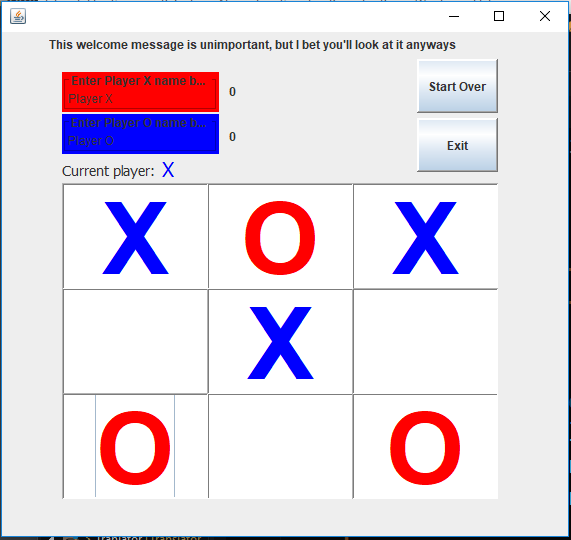 This welcome message is unimportant, but I bet you'll look at it anyways
Enter Player X name b...
Player X
0
Start Over
Enter Player O name b...
Player O
0
Exit
Current player: X
X O X
X
O O